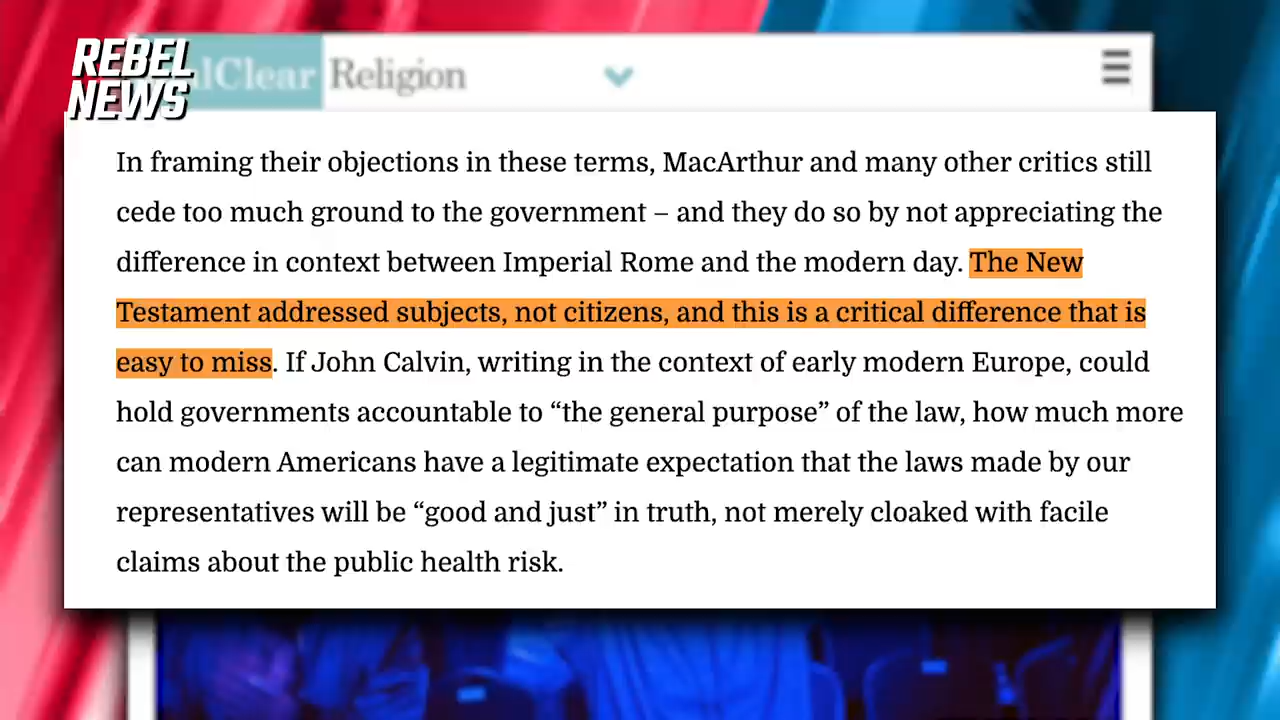 REBEL
NEWS
alClear Religion
In framing their objections in these terms, MacArthur and many other critics still
cede too much ground to the government – and they do so by not appreciating the
difference in context between Imperial Rome and the modern day. The New
Testament addressed subjects, not citizens, and this is a critical difference that is
easy to miss. If John Calvin, writing in the context of early modern Europe, could
hold governments accountable to “the general purpose” of the law, how much more
can modern Americans have a legitimate expectation that the laws made by our
representatives will be “good and just” in truth, not merely cloaked with facile
claims about the public health risk.